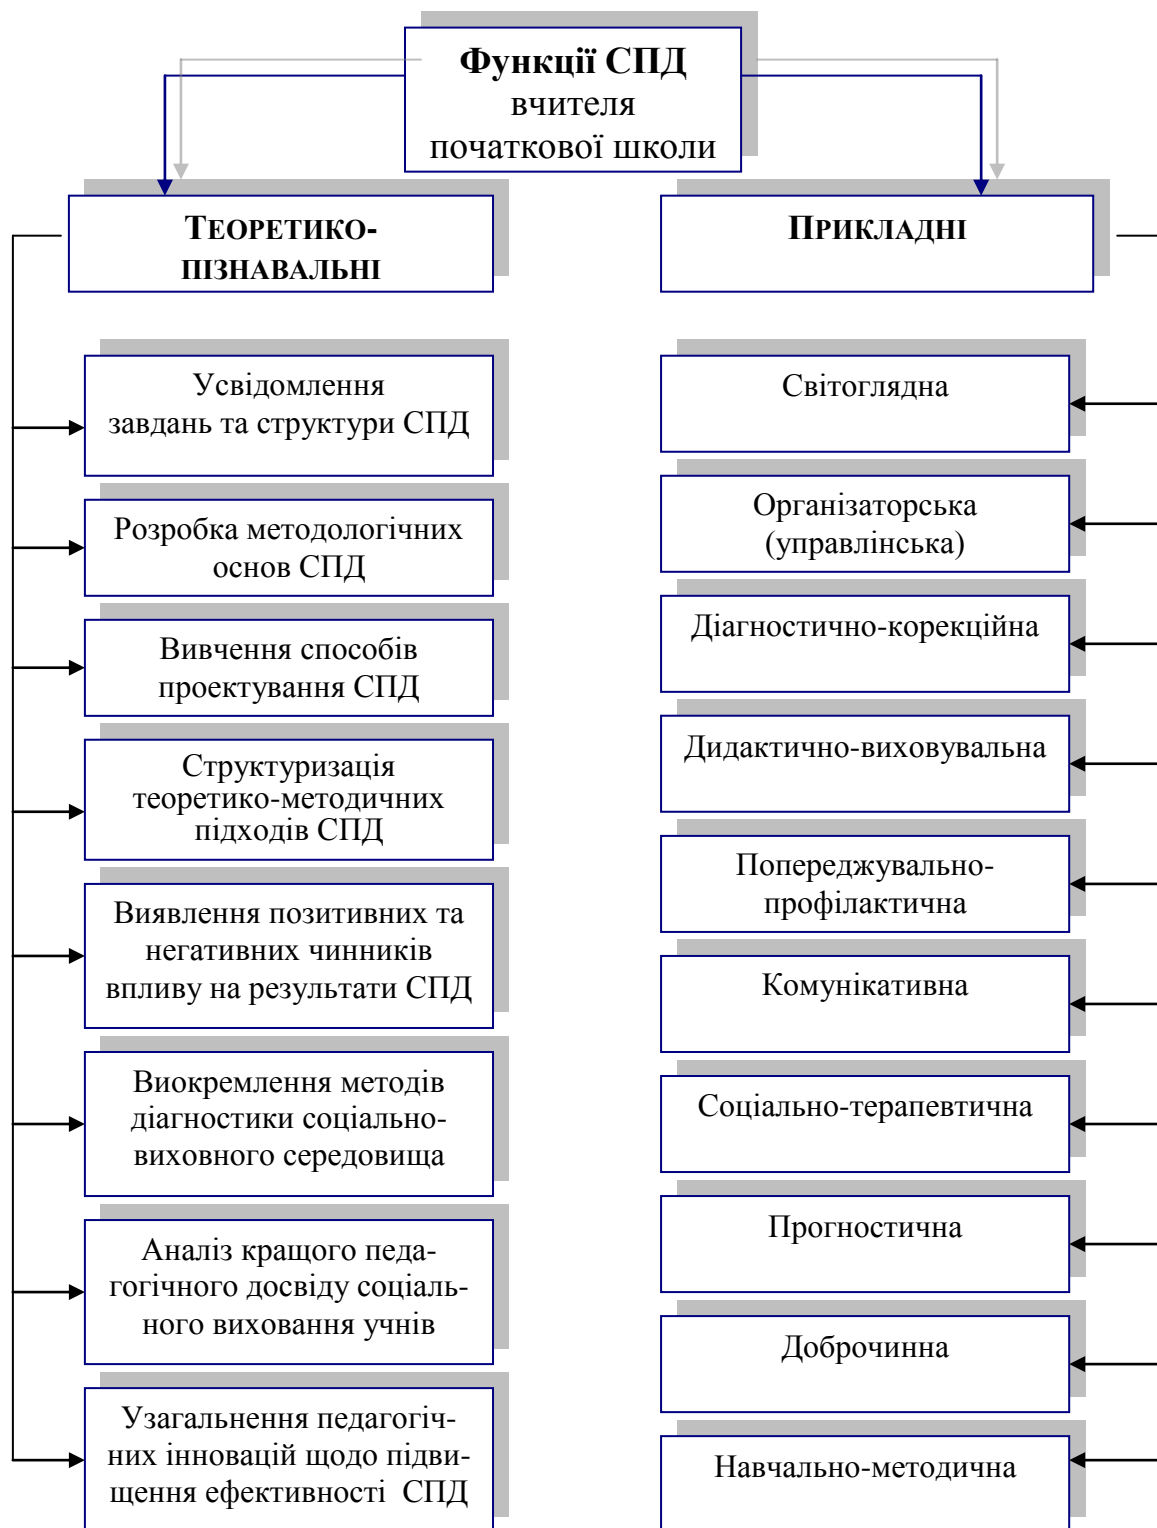 Функції СПД
вчителя
початкової школи
ТЕОРЕТИКО-
ПІЗНАВАЛЬНІ
Усвідомлення
завдань та структури СПД
Розробка методологічних
основ СПД
Вивчення способів
проектування СПД
Структуризація
теоретико-методичних
підходів СПД
Виявлення позитивних та
негативних чинників
впливу на результати СПД
Виокремлення методів
діагностики соціально-
виховного середовища
Аналіз кращого педа-
гогічного досвіду соціаль-
ного виховання учнів
Узагальнення педагогіч-
них інновацій щодо підви-
щення ефективності СПД
ПРИКЛАДНІ
Світоглядна
Організаторська
(управлінська)
Діагностично-корекційна
Дидактично-виховувальна
Попереджувально-
профілактична
Комунікативна
Соціально-терапевтична
Прогностична
Доброчинна
Навчально-методична